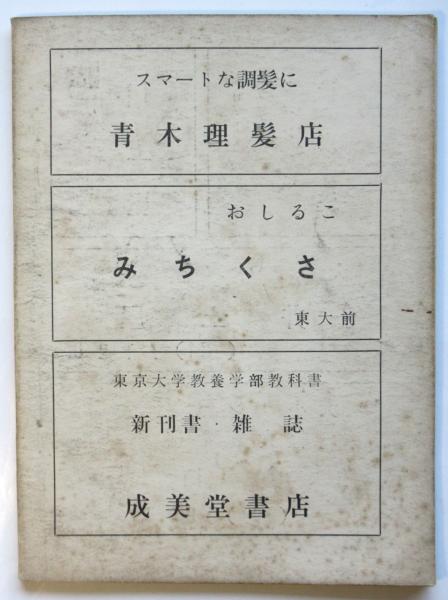 スマートな調髪に
青木理髪店
おしるこ
みちくさ
東大前
東京大学教養学部教科書
新刊書・雑誌
成美堂書店